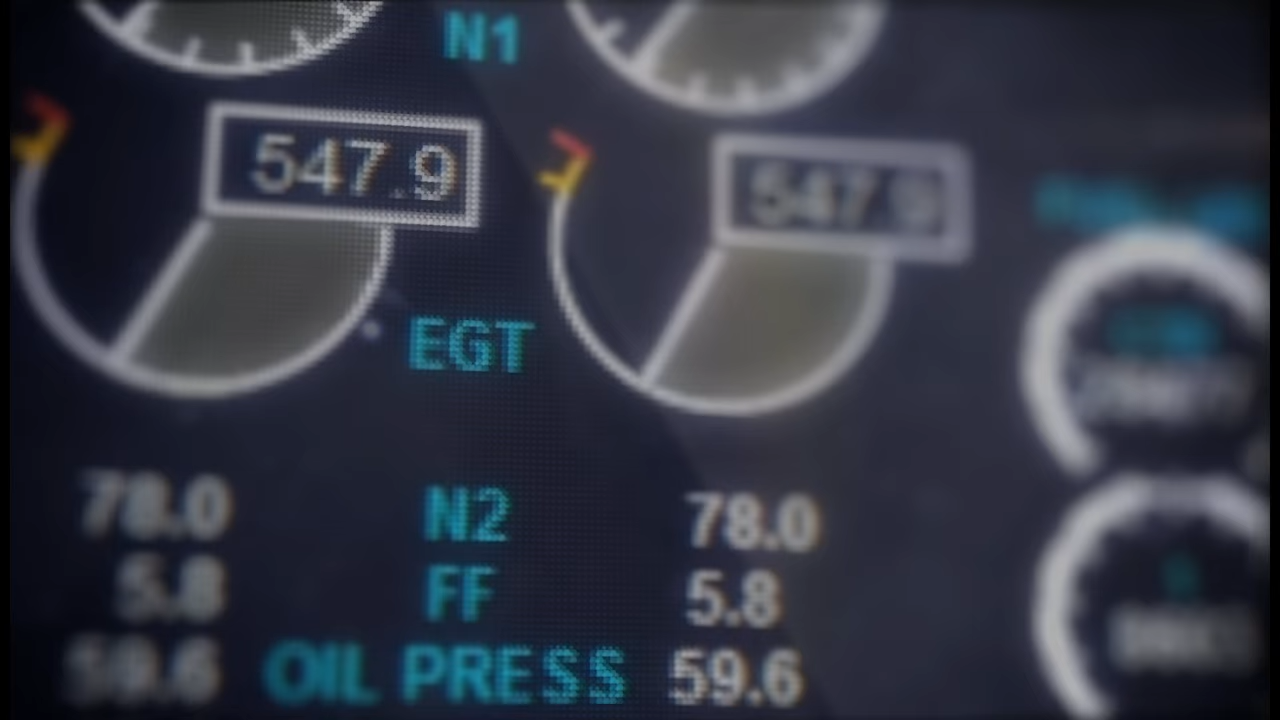 N1
547.9 547.9
EGT
78.0 N2 78.0
5.8 FF 5.8
59.6 OIL PRESS 59.6